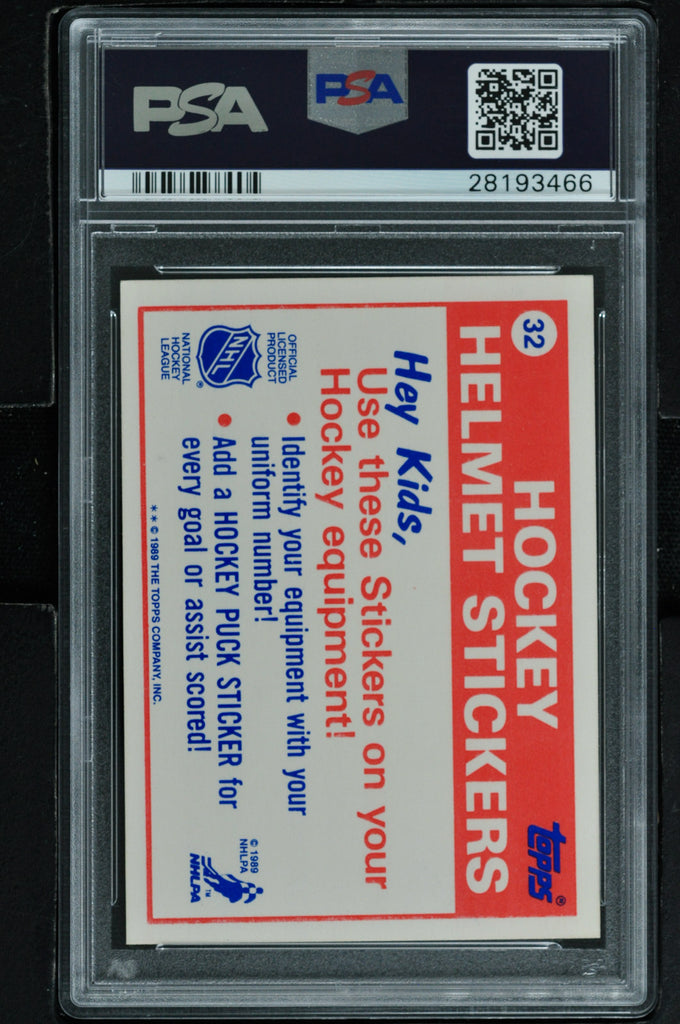 PSA
PSA
28193466
32
HOCKEY
HELMET STICKERS
topps®
Hey Kids,
Use these Stickers on your
Hockey equipment!
• Identify your equipment with your
uniform number!
• Add a HOCKEY PUCK STICKER for
every goal or assist scored!
OFFICIAL
LICENSED
PRODUCT
NHL®
NATIONAL
HOCKEY
LEAGUE
© 1989
NHLPA
NHLPA™
** © 1989 THE TOPPS COMPANY, INC.